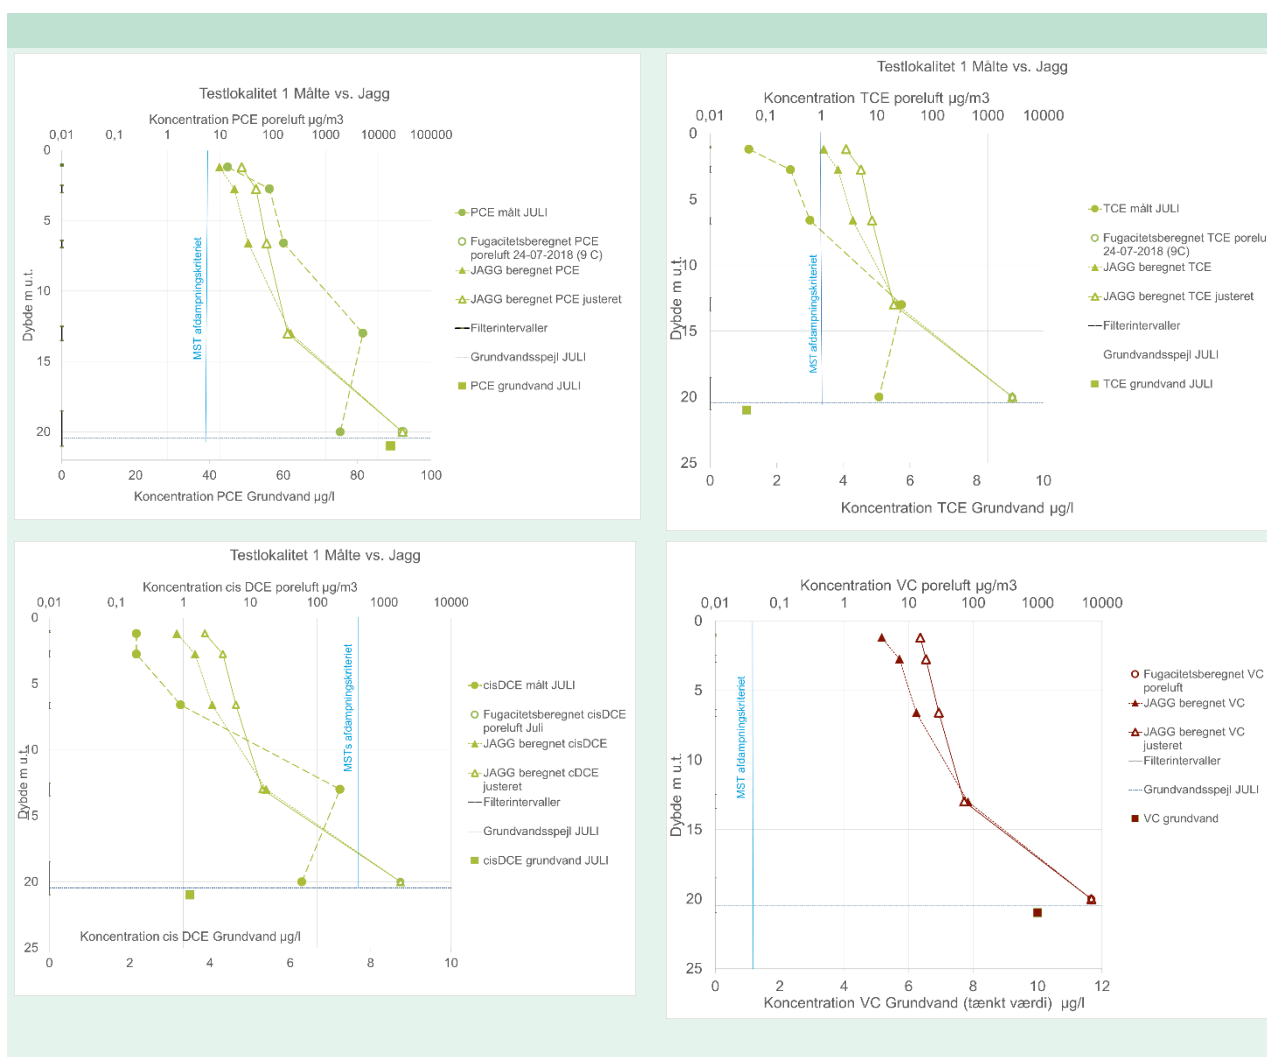 Testlokalitet 1 Målte vs. Jagg
Koncentration PCE poreluft µg/m3
0,01 0,1 1 10 100 1000 10000 100000
0
5
10
15
20
Dybde m u.t.
MST afdampningskriteriet
0 20 40 60 80 100
Koncentration PCE Grundvand µg/l
PCE målt JULI
Fugacitetsberegnet PCE
poreluft 24-07-2018 (9 C)
JAGG beregnet PCE
JAGG beregnet PCE justeret
Filterintervaller
Grundvandsspejl JULI
PCE grundvand JULI
Testlokalitet 1 Målte vs. Jagg
Koncentration TCE poreluft µg/m3
0,01 0,1 1 10 100 1000 10000
0
5
10
15
20
25
Dybde m u.t.
MST afdampningskriteriet
0 2 4 6 8 10
Koncentration TCE Grundvand µg/l
TCE målt JULI
Fugacitetsberegnet TCE porelu
24-07-2018 (9C)
JAGG beregnet TCE
JAGG beregnet TCE justeret
Filterintervaller
Grundvandsspejl JULI
TCE grundvand JULI
Testlokalitet 1 Målte vs. Jagg
Koncentration cis DCE poreluft µg/m3
0,01 0,1 1 10 100 1000 10000
0
5
10
15
20
25
Dybde m u.t.
MSTs afdampningskriteriet
Koncentration cis DCE Grundvand µg/l
0 2 4 6 8 10
cisDCE målt JULI
Fugacitetsberegnet cisDCE
poreluft Juli
JAGG beregnet cisDCE
JAGG beregnet cDCE
justeret
Filterintervaller
Grundvandsspejl JULI
cisDCE grundvand JULI
Koncentration VC poreluft µg/m3
0,01 0,1 1 10 100 1000 10000
0
5
10
15
20
25
Dybde m u.t.
MST afdampningskriteriet
0 2 4 6 8 10 12
Koncentration VC Grundvand (tænkt værdi) µg/l
Fugacitetsberegnet VC
poreluft
JAGG beregnet VC
JAGG beregnet VC
justeret
Filterintervaller
Grundvandsspejl JULI
VC grundvand